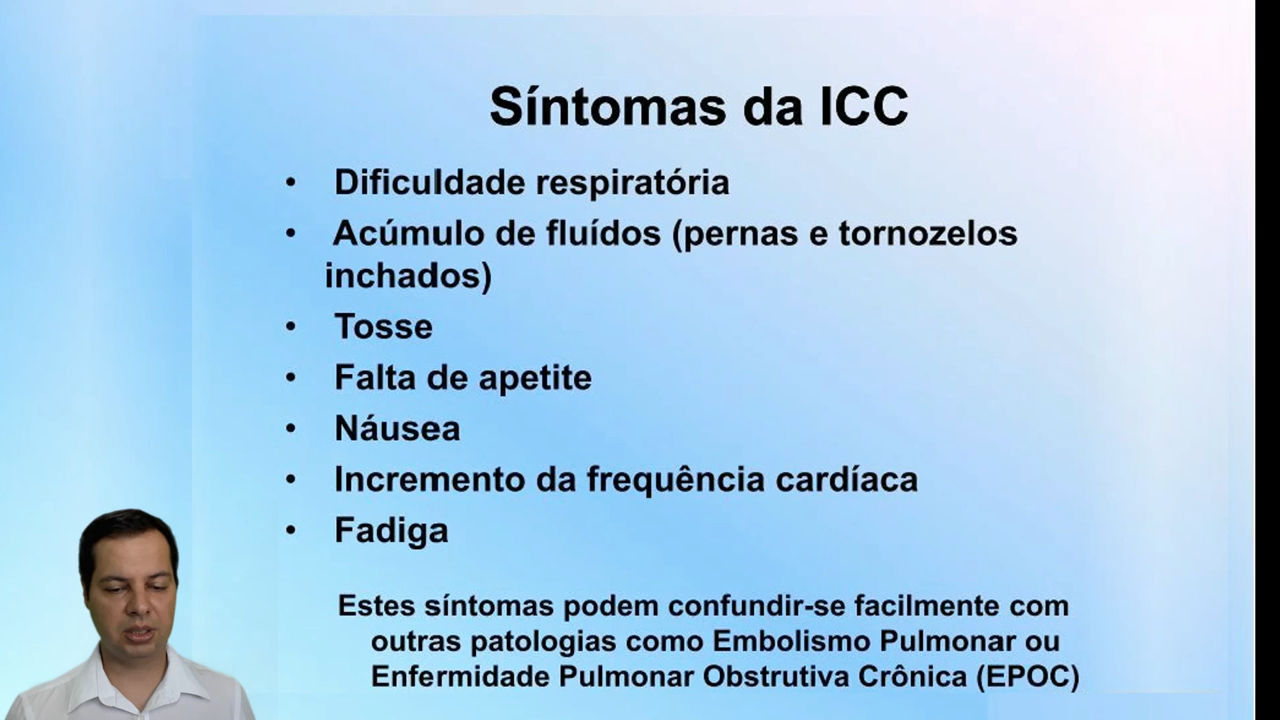 Síntomas da ICC
• Dificuldade respiratória
• Acúmulo de fluídos (pernas e tornozelos
inchados)
• Tosse
• Falta de apetite
• Náusea
• Incremento da frequência cardíaca
• Fadiga
Estes síntomas podem confundir-se facilmente com
outras patologias como Embolismo Pulmonar ou
Enfermidade Pulmonar Obstrutiva Crônica (EPOC)